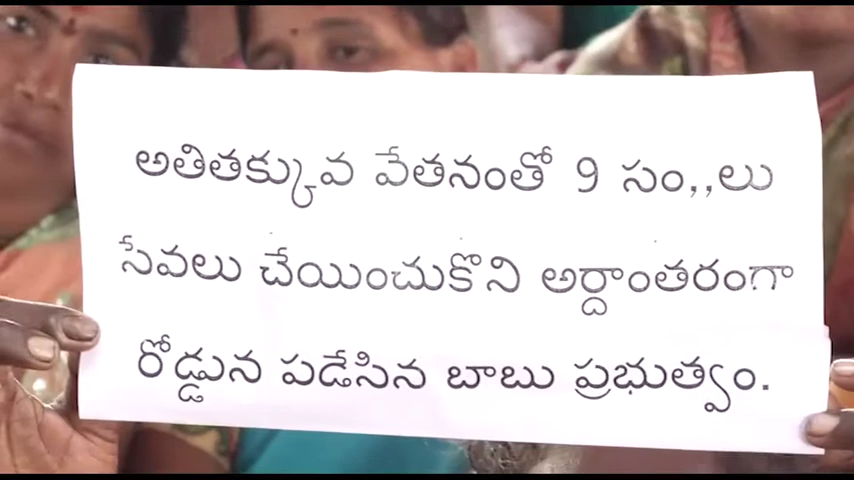 అతితక్కువ వేతనంతో 9 సం,,లు
సేవలు చేయించుకొని అర్దాంతరంగా
రోడ్డున పడేసిన బాబు ప్రభుత్వం.